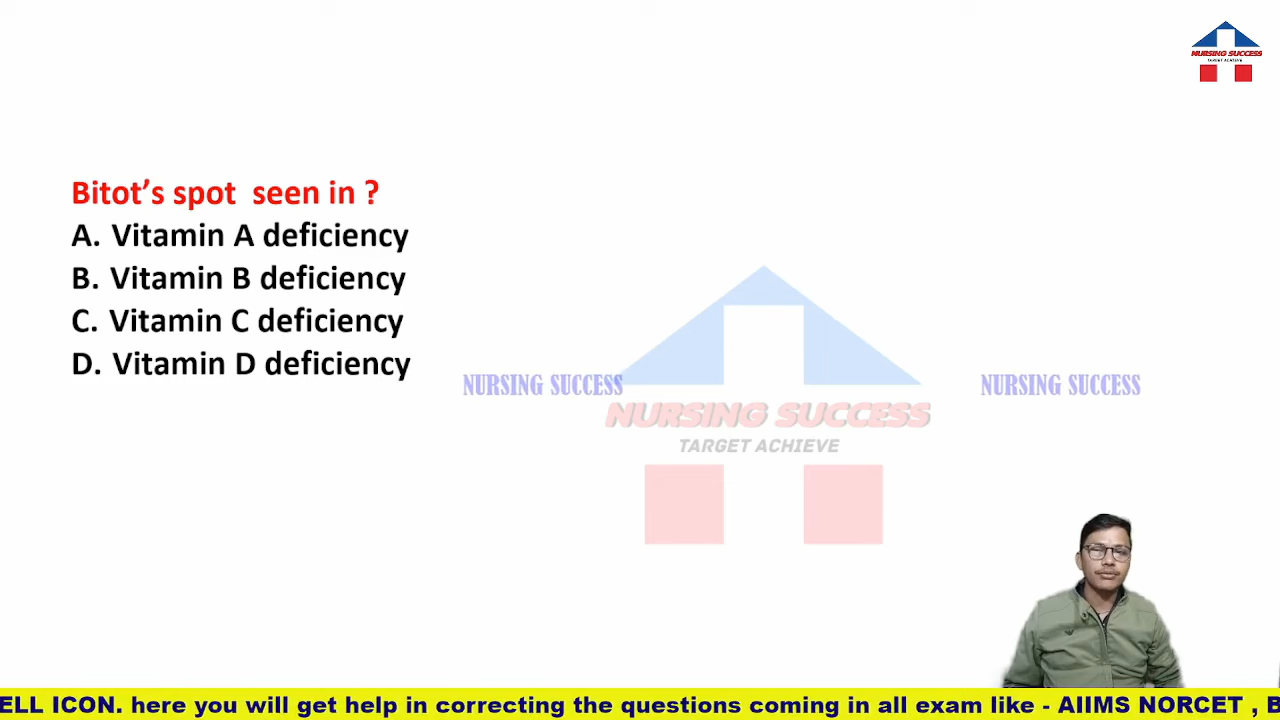 NURSING SUCCESS
TARGET ACHIEVE
Bitot’s spot seen in ?
A. Vitamin A deficiency
B. Vitamin B deficiency
C. Vitamin C deficiency
D. Vitamin D deficiency
NURSING SUCCESS
NURSING SUCCESS
NURSING SUCCESS
TARGET ACHIEVE
ELL ICON. here you will get help in correcting the questions coming in all exam like - AIIMS NORCET , E